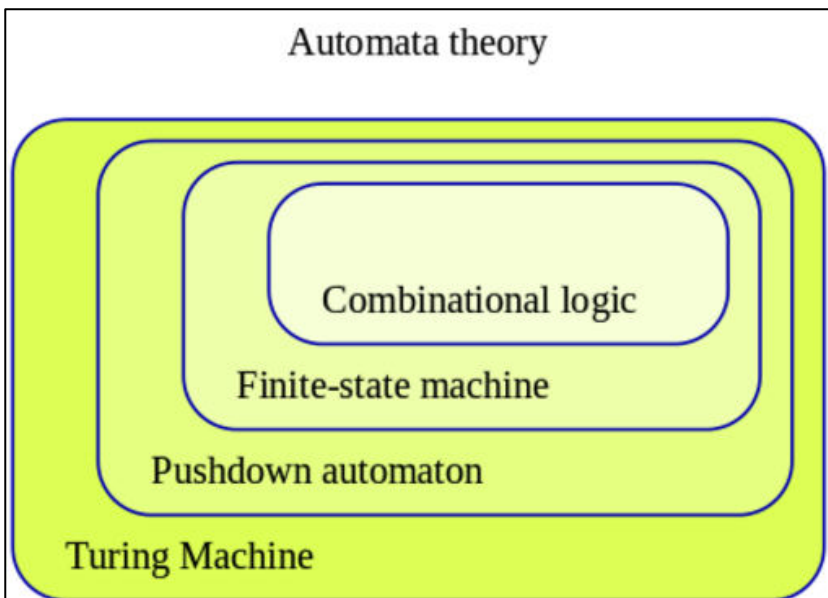 Automata theory
Combinational logic
Finite-state machine
Pushdown automaton
Turing Machine